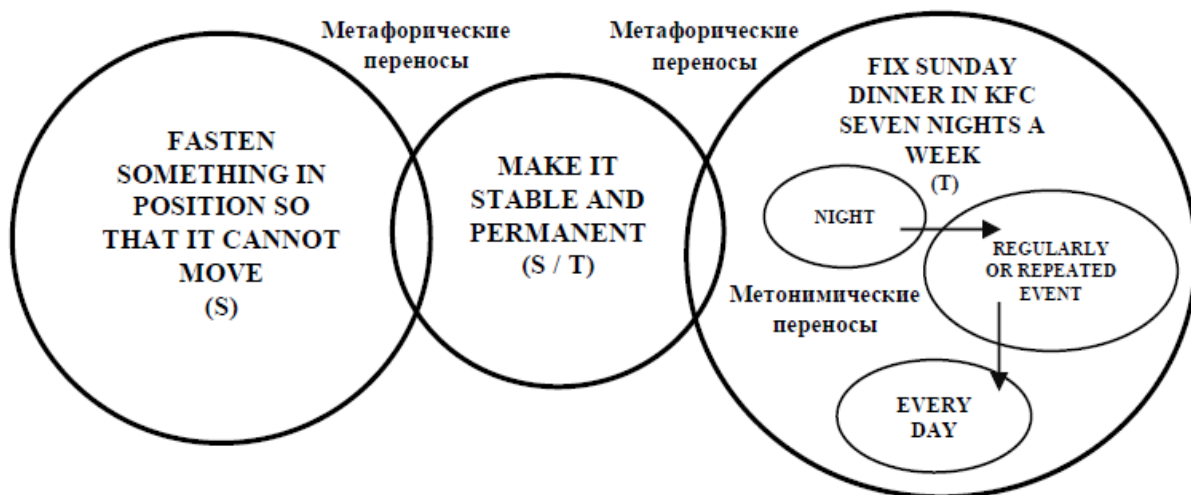 Метафорические
переносы
Метафорические
переносы
FASTEN
SOMETHING IN
POSITION SO
THAT IT CANNOT
MOVE
(S)
MAKE IT
STABLE AND
PERMANENT
(S / T)
FIX SUNDAY
DINNER IN KFC
SEVEN NIGHTS A
WEEK
(T)
NIGHT
REGULARLY
OR REPEATED
EVENT
Метонимические
переносы
EVERY
DAY